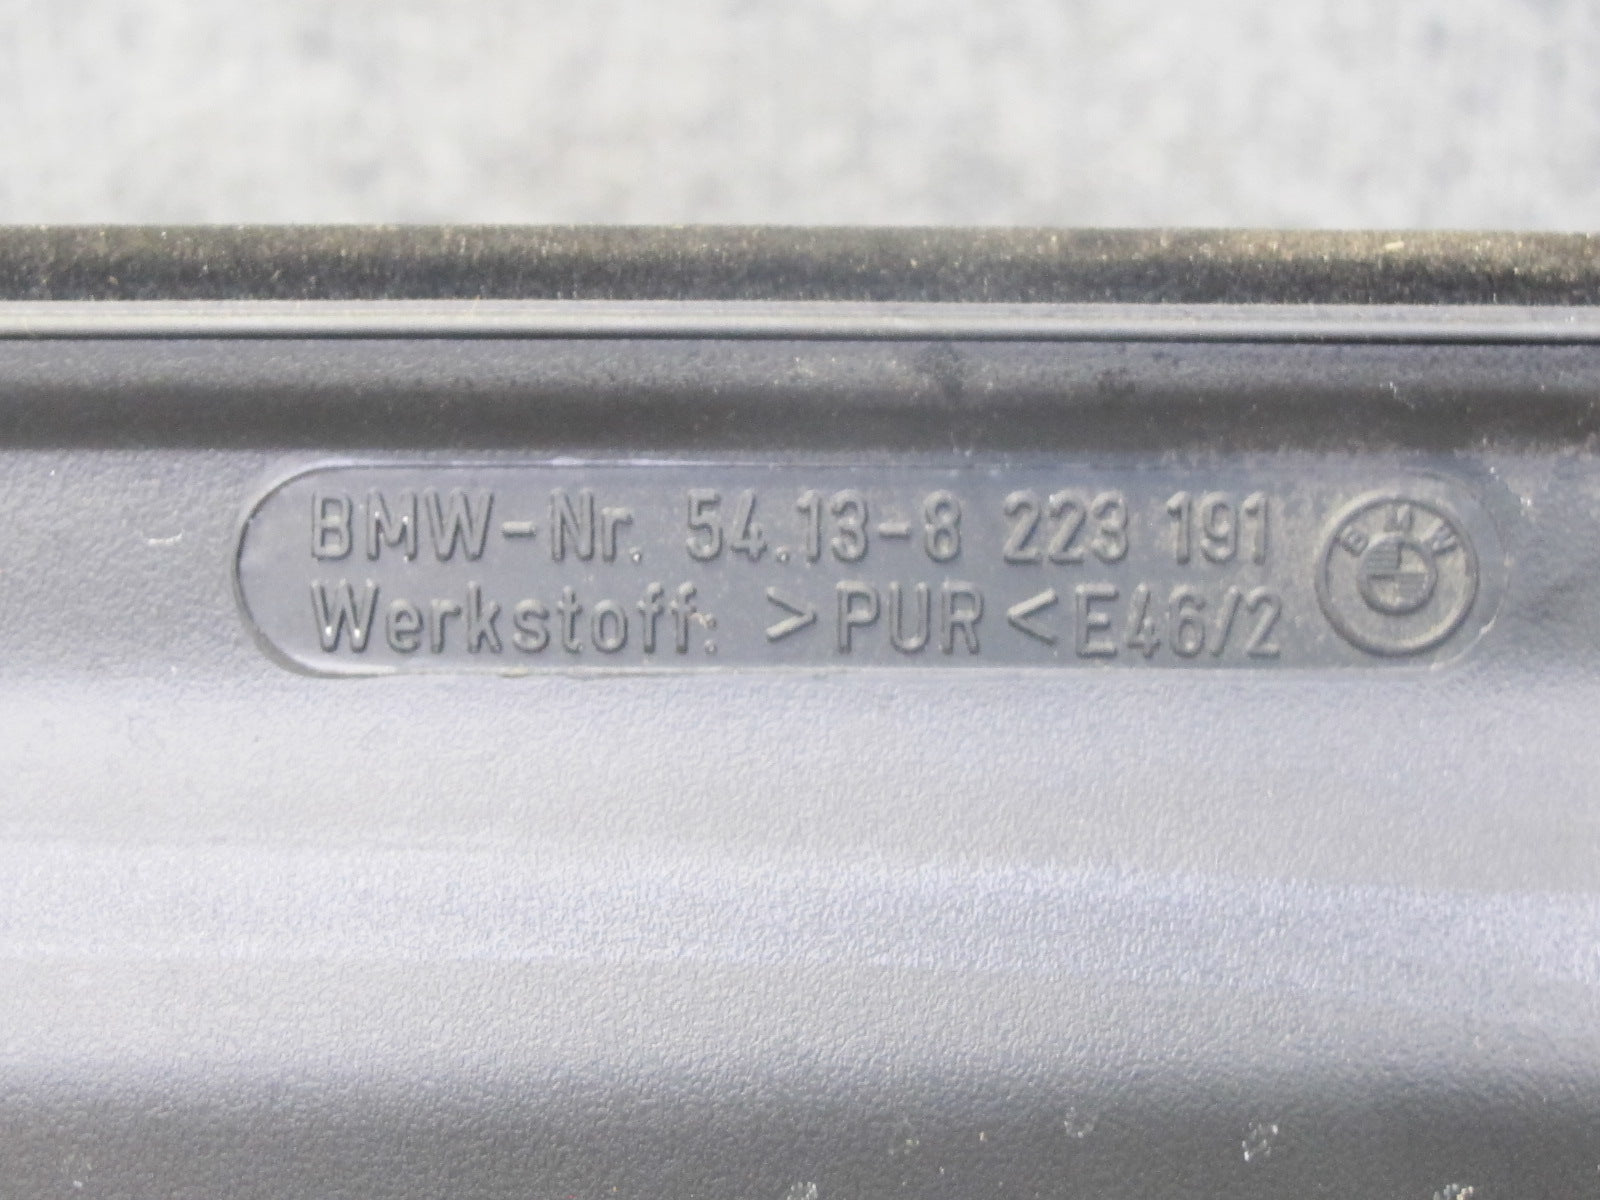 BMW-Nr. 54.13-8 223 191
Werkstoff: >PUR< E46/2
BMW